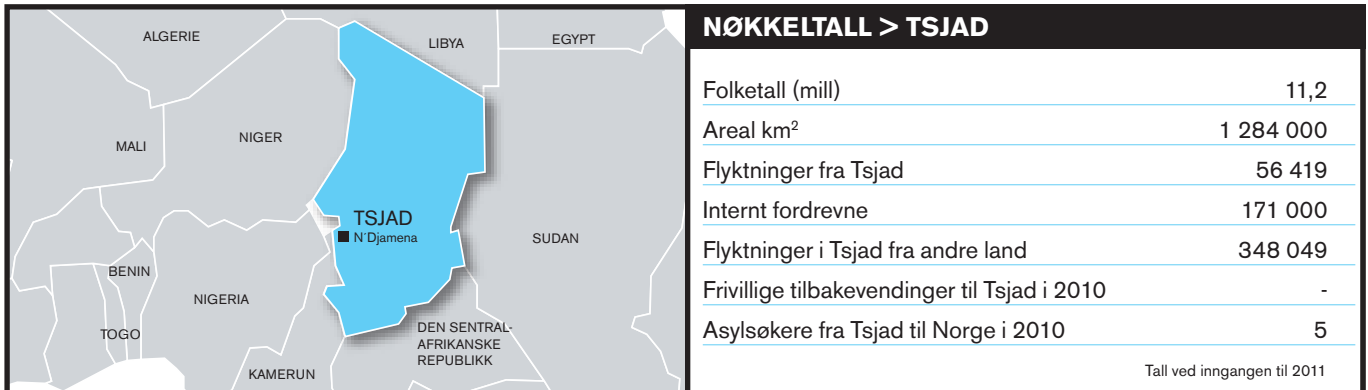 ALGERIE
LIBYA
EGYPT
MALI
NIGER
TSJAD
N´Djamena
SUDAN
BENIN
NIGERIA
TOGO
DEN SENTRAL-
AFRIKANSKE
REPUBLIKK
KAMERUN
NØKKELTALL > TSJAD
Folketall (mill) 11,2
Areal km² 1 284 000
Flyktninger fra Tsjad 56 419
Internt fordrevne 171 000
Flyktninger i Tsjad fra andre land 348 049
Frivillige tilbakevendinger til Tsjad i 2010 -
Asylsøkere fra Tsjad til Norge i 2010 5
Tall ved inngangen til 2011